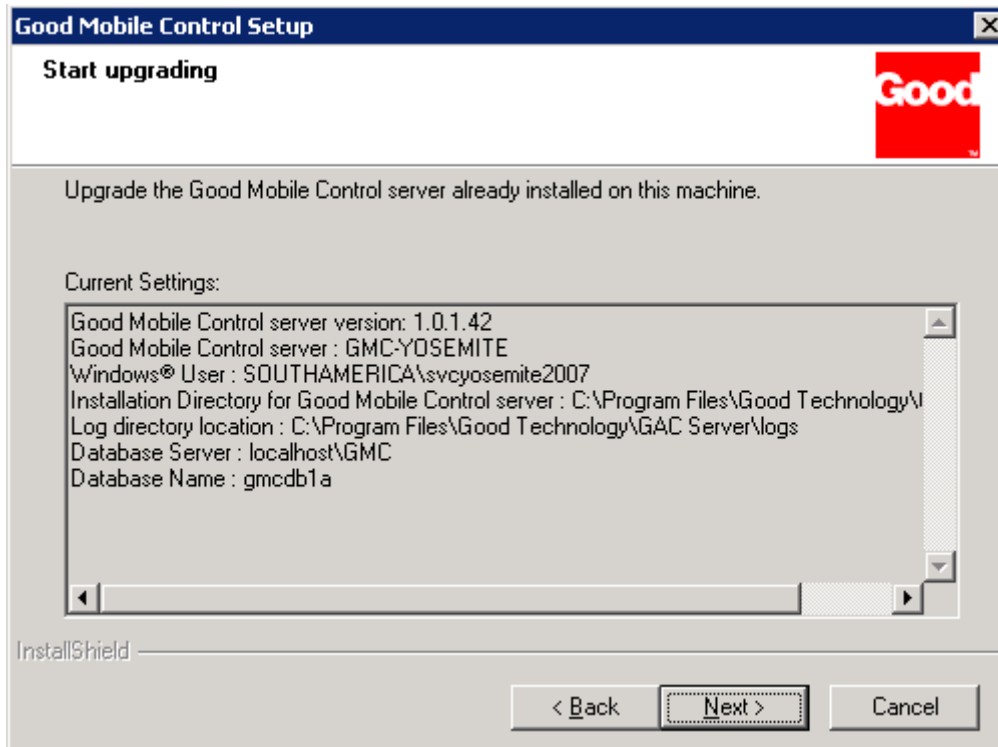 Good Mobile Control Setup
Start upgrading
Good
™
Upgrade the Good Mobile Control server already installed on this machine.
Current Settings:
Good Mobile Control server version: 1.0.1.42
Good Mobile Control server : GMC-YOSEMITE
Windows® User : SOUTHAMERICA\svcyosemite2007
Installation Directory for Good Mobile Control server : C:\Program Files\Good Technology\
Log directory location : C:\Program Files\Good Technology\GAC Server\logs
Database Server : localhost\GMC
Database Name : gmcdb1a
InstallShield
< Back
Next >
Cancel